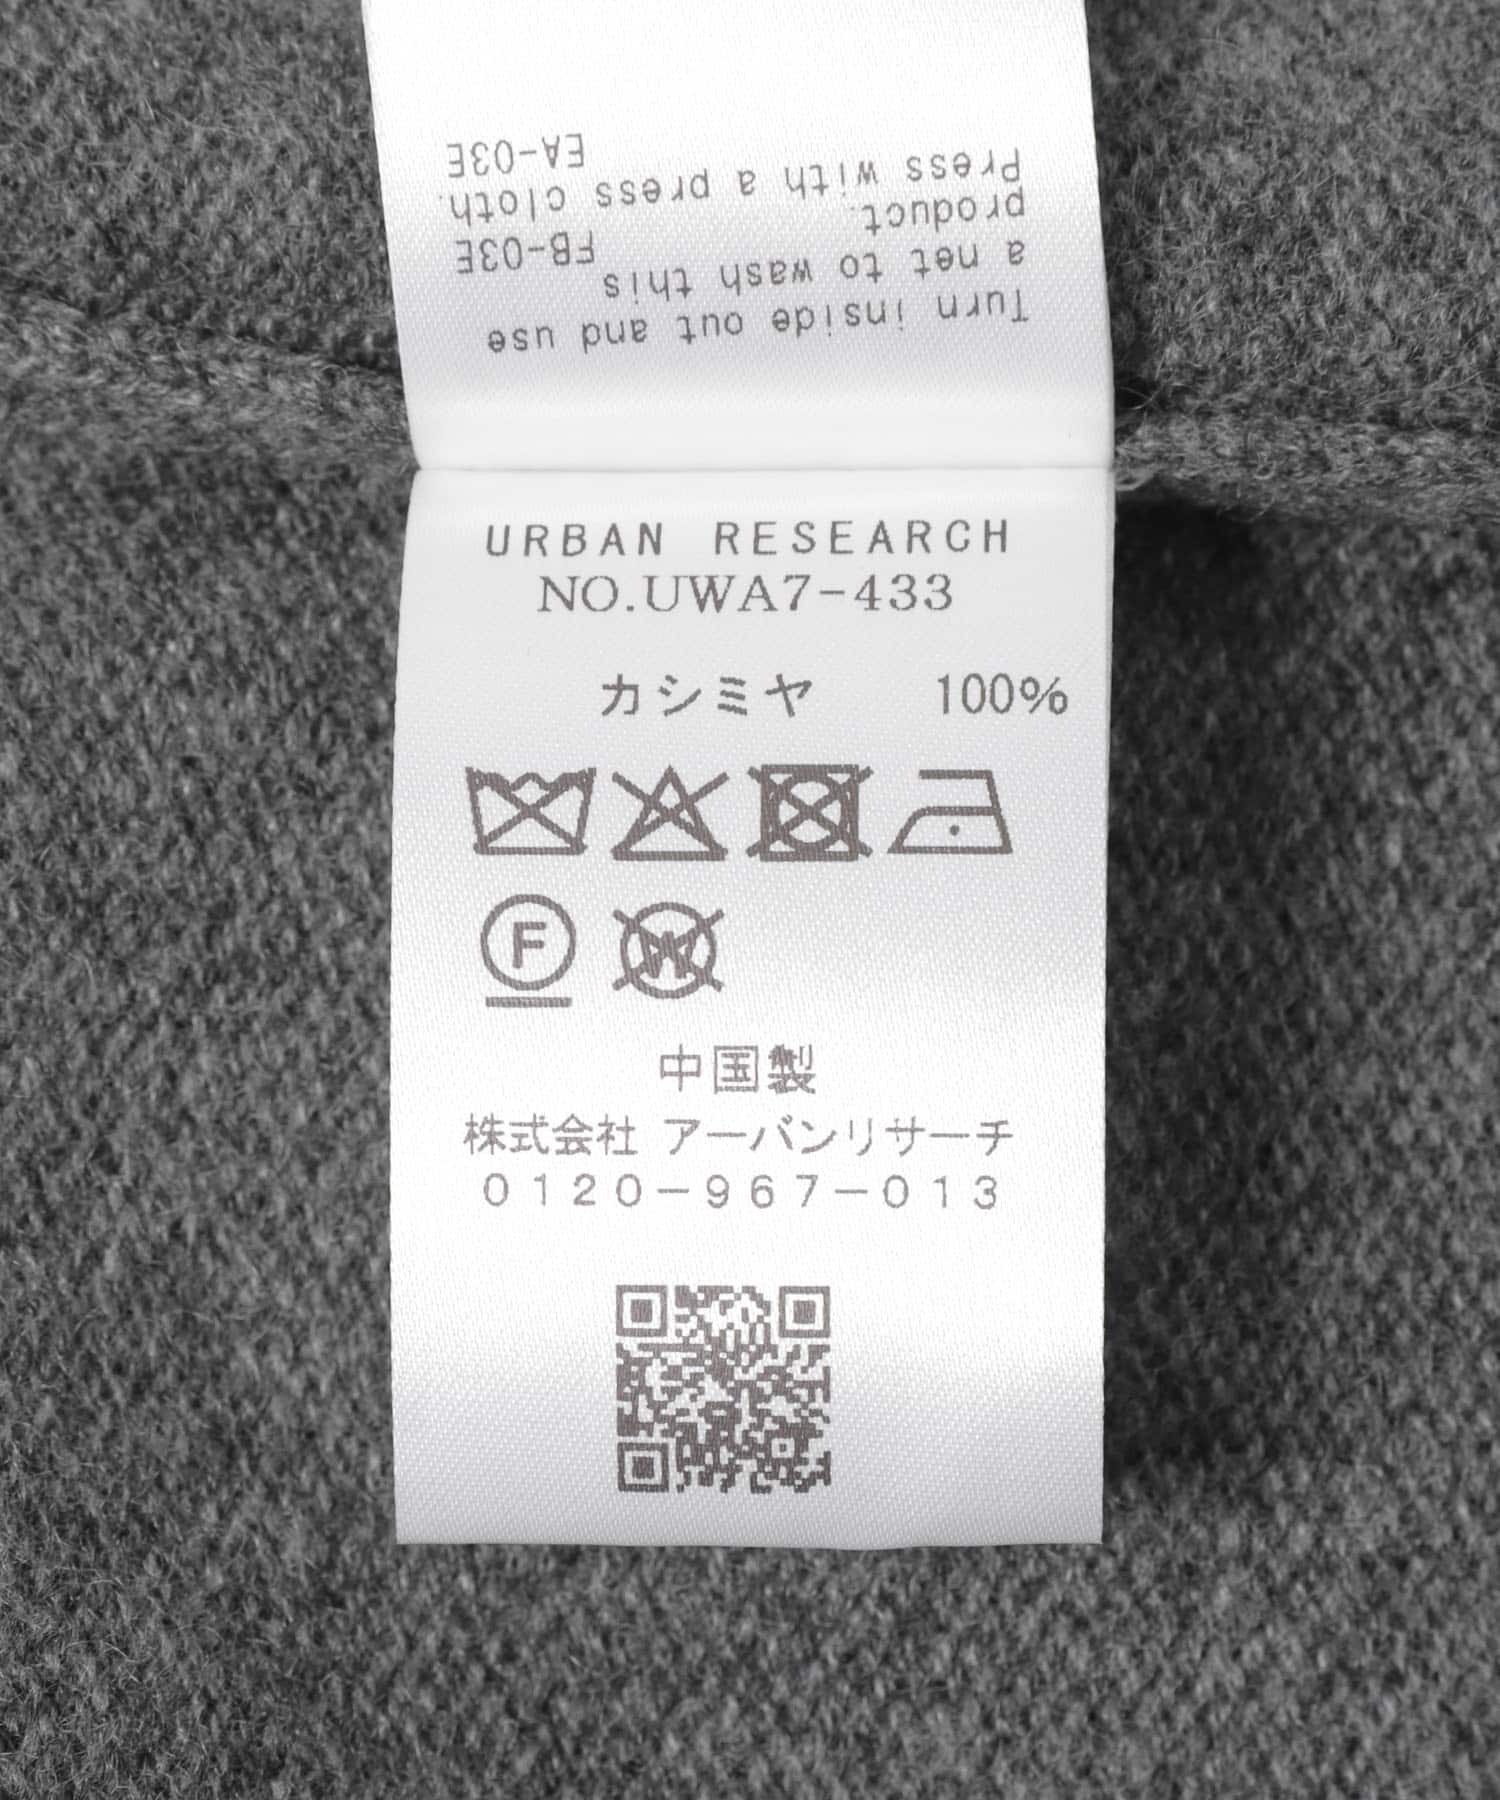 Turn inside out and use
a net to wash this
product.
FB-03E
Press with a press cloth.
EA-03E
URBAN RESEARCH
NO.UWA7-433
カシミヤ 100%
F W
中国製
株式会社 アーバンリサーチ
0120-967-013